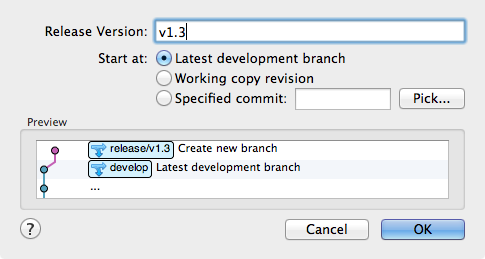 Release Version: v1.3
Start at: Latest development branch
Working copy revision
Specified commit: Pick...
Preview
release/v1.3 Create new branch
develop Latest development branch
...
? Cancel OK